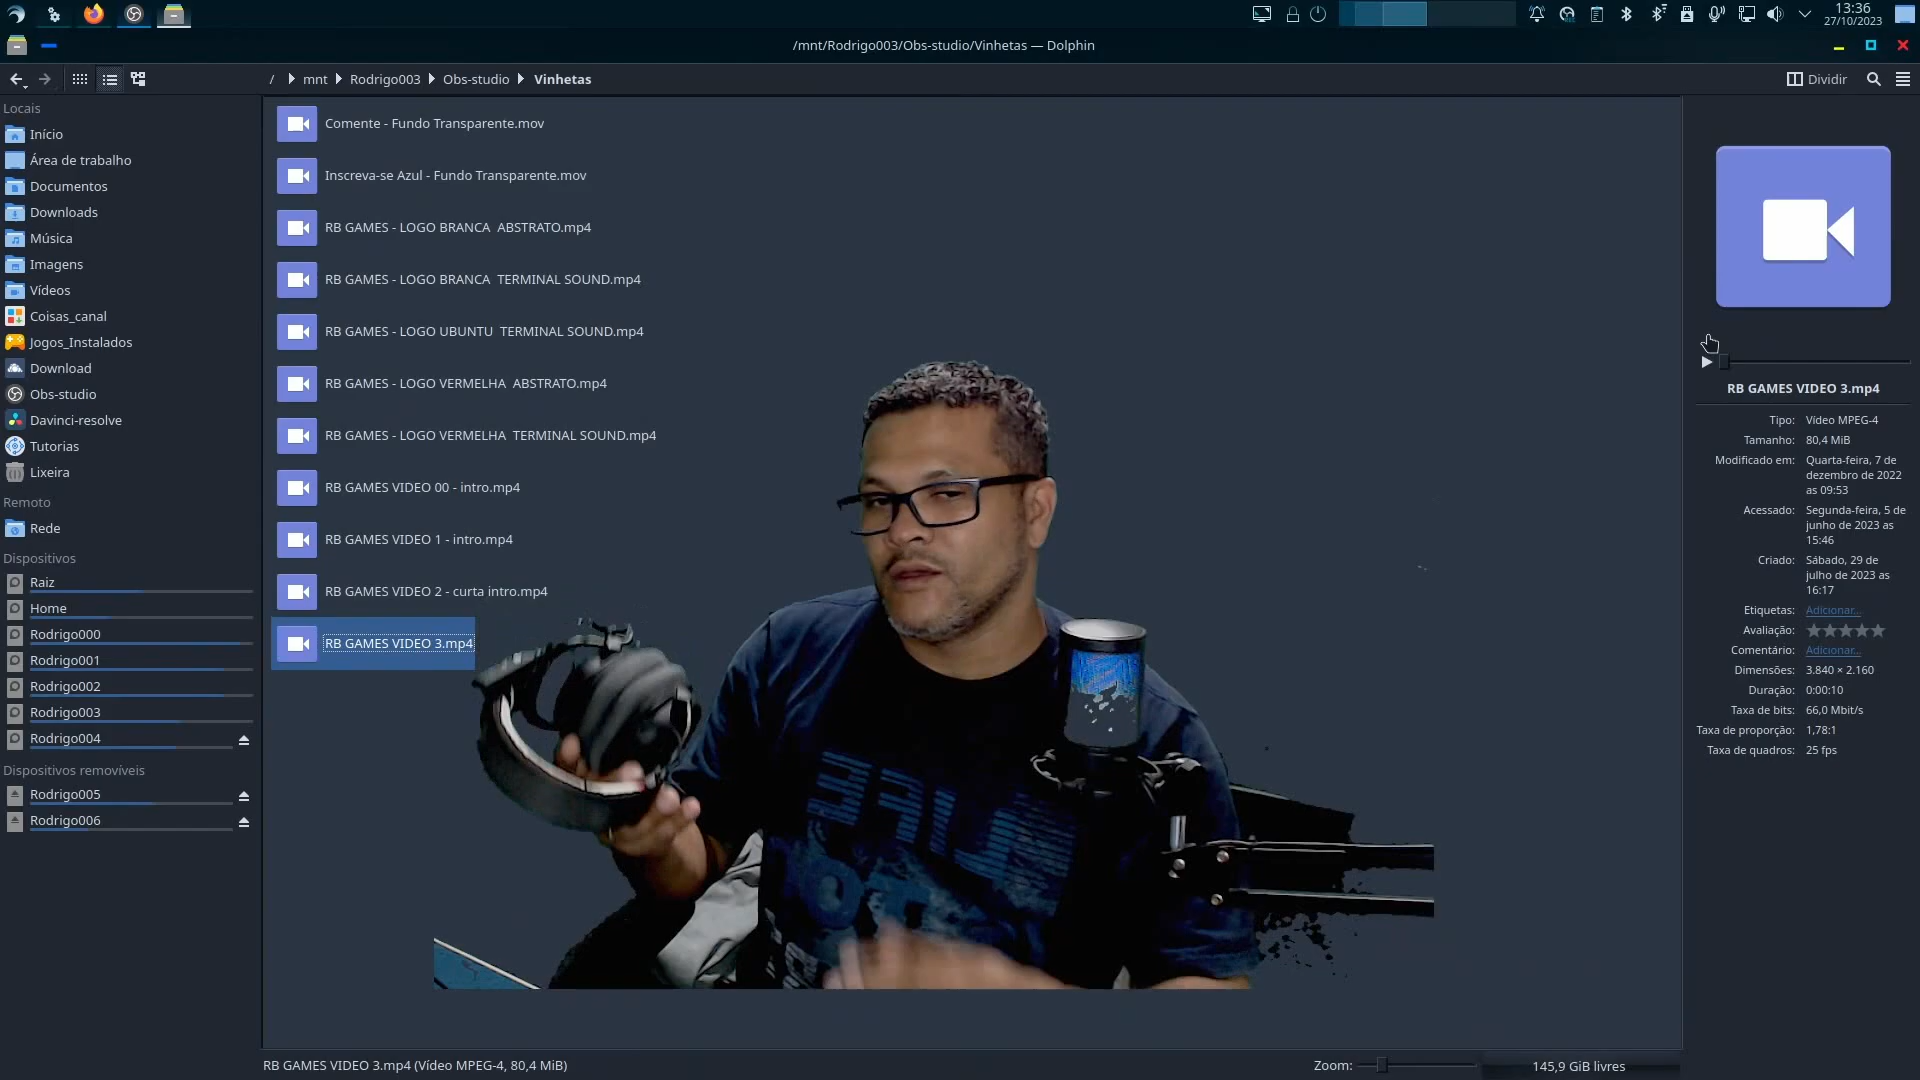 13:36
27/10/2023
/mnt/Rodrigo003/Obs-studio/Vinhetas — Dolphin
/ mnt Rodrigo003 Obs-studio Vinhetas
Dividir
Locais
Início
Área de trabalho
Documentos
Downloads
Música
Imagens
Vídeos
Coisas_canal
Jogos_Instalados
Download
Obs-studio
Davinci-resolve
Tutorias
Lixeira
Remoto
Rede
Dispositivos
Raiz
Home
Rodrigo000
Rodrigo001
Rodrigo002
Rodrigo003
Rodrigo004
Dispositivos removíveis
Rodrigo005
Rodrigo006
Comente - Fundo Transparente.mov
Inscreva-se Azul - Fundo Transparente.mov
RB GAMES - LOGO BRANCA  ABSTRATO.mp4
RB GAMES - LOGO BRANCA  TERMINAL SOUND.mp4
RB GAMES - LOGO UBUNTU  TERMINAL SOUND.mp4
RB GAMES - LOGO VERMELHA  ABSTRATO.mp4
RB GAMES - LOGO VERMELHA  TERMINAL SOUND.mp4
RB GAMES VIDEO 00 - intro.mp4
RB GAMES VIDEO 1 - intro.mp4
RB GAMES VIDEO 2 - curta intro.mp4
RB GAMES VIDEO 3.mp4
RB GAMES VIDEO 3.mp4
Tipo: Vídeo MPEG-4
Tamanho: 80,4 MiB
Modificado em: Quarta-feira, 7 de
dezembro de 2022
as 09:53
Acessado: Segunda-feira, 5 de
junho de 2023 as
15:46
Criado: Sábado, 29 de
julho de 2023 as
16:17
Etiquetas: Adicionar...
Avaliação:
Comentário: Adicionar...
Dimensões: 3.840 × 2.160
Duração: 0:00:10
Taxa de bits: 66,0 Mbit/s
Taxa de proporção: 1,78:1
Taxa de quadros: 25 fps
RB GAMES VIDEO 3.mp4 (Vídeo MPEG-4, 80,4 MiB)
Zoom:
145,9 GiB livres